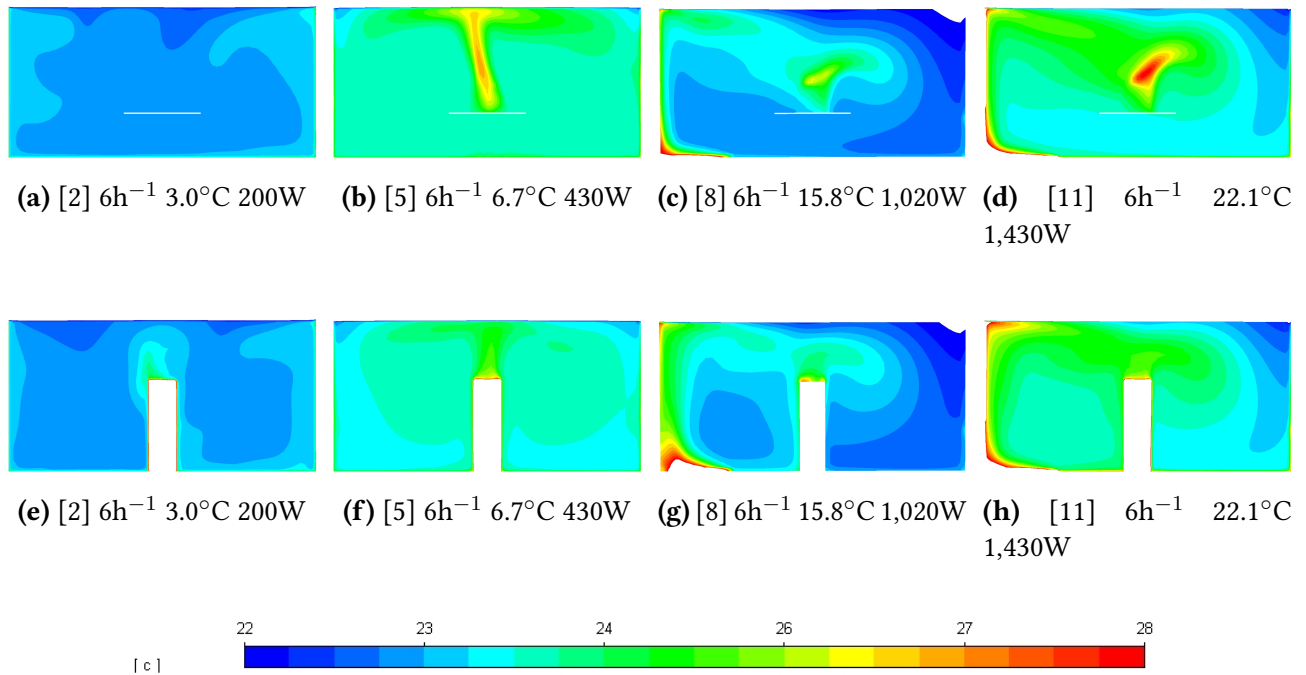 (a) [2] 6h⁻¹ 3.0°C 200W
(b) [5] 6h⁻¹ 6.7°C 430W
(c) [8] 6h⁻¹ 15.8°C 1,020W
(d) [11] 6h⁻¹ 22.1°C
1,430W
(e) [2] 6h⁻¹ 3.0°C 200W
(f) [5] 6h⁻¹ 6.7°C 430W
(g) [8] 6h⁻¹ 15.8°C 1,020W
(h) [11] 6h⁻¹ 22.1°C
1,430W
22 23 24 26 27 28
[ c ]